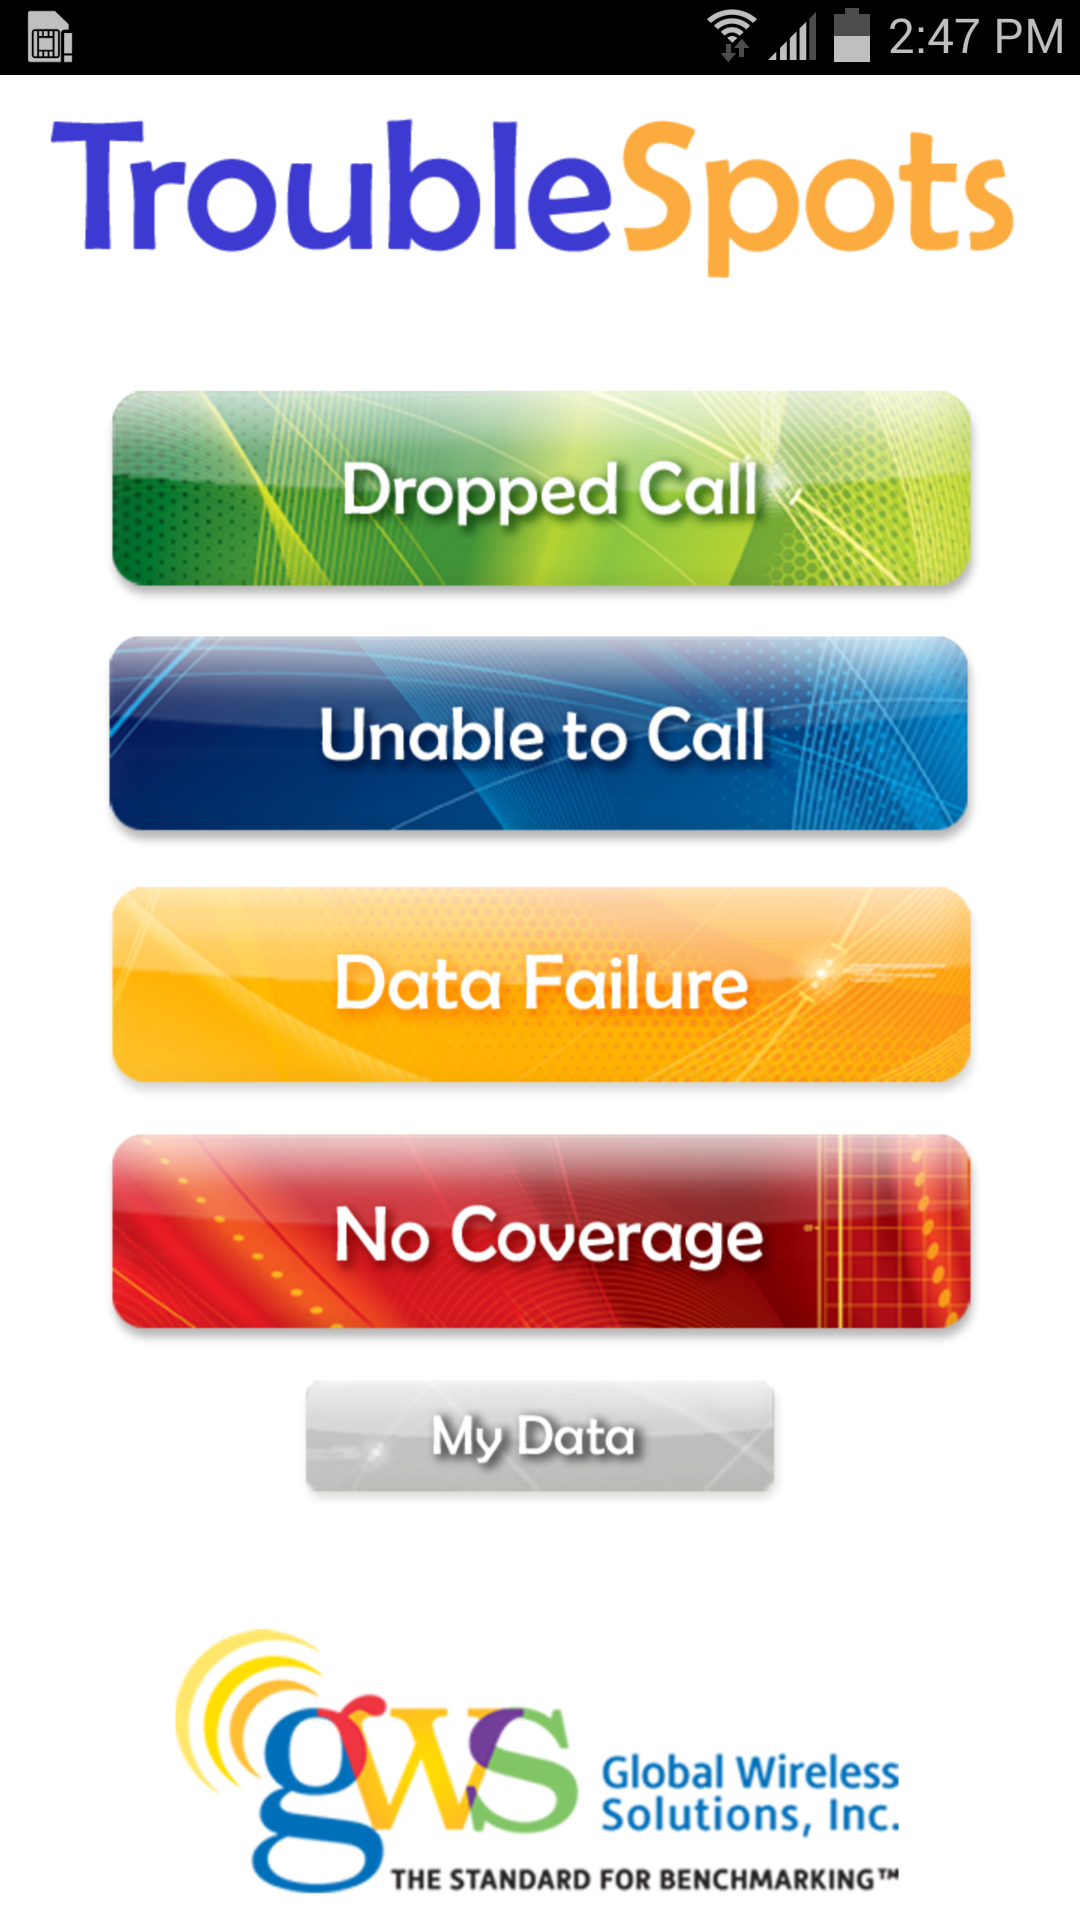 2:47 PM
TroubleSpots
Dropped Call
Unable to Call
Data Failure
No Coverage
My Data
gws
Global Wireless
Solutions, Inc.
THE STANDARD FOR BENCHMARKING™